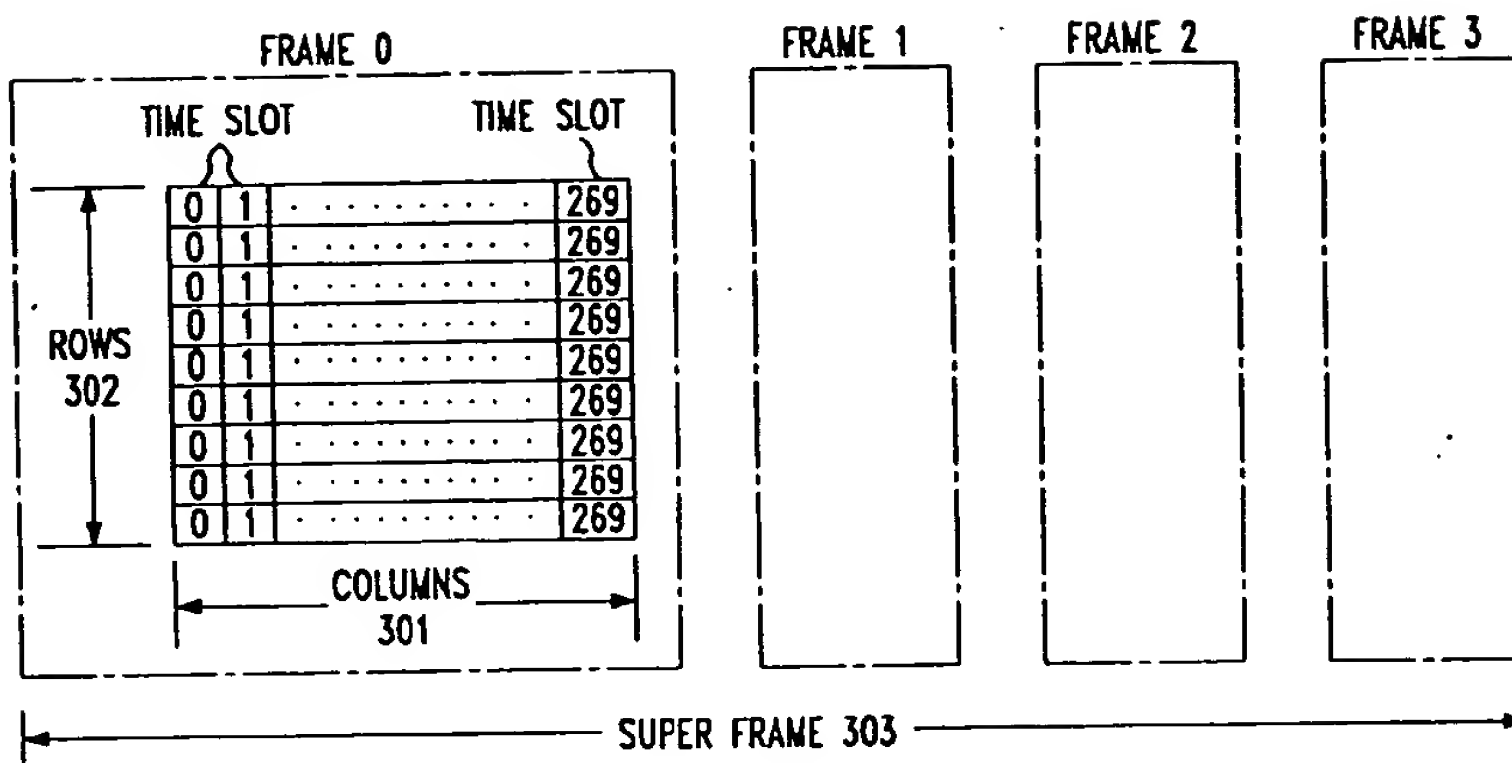 FRAME 0 FRAME 1 FRAME 2 FRAME 3
TIME SLOT TIME SLOT
0 1 . . . . . . . . . . 269
0 1 . . . . . . . . . . 269
0 1 . . . . . . . . . . 269
0 1 . . . . . . . . . . 269
0 1 . . . . . . . . . . 269
0 1 . . . . . . . . . . 269
0 1 . . . . . . . . . . 269
0 1 . . . . . . . . . . 269
0 1 . . . . . . . . . . 269
ROWS
302
COLUMNS
301
SUPER FRAME 303